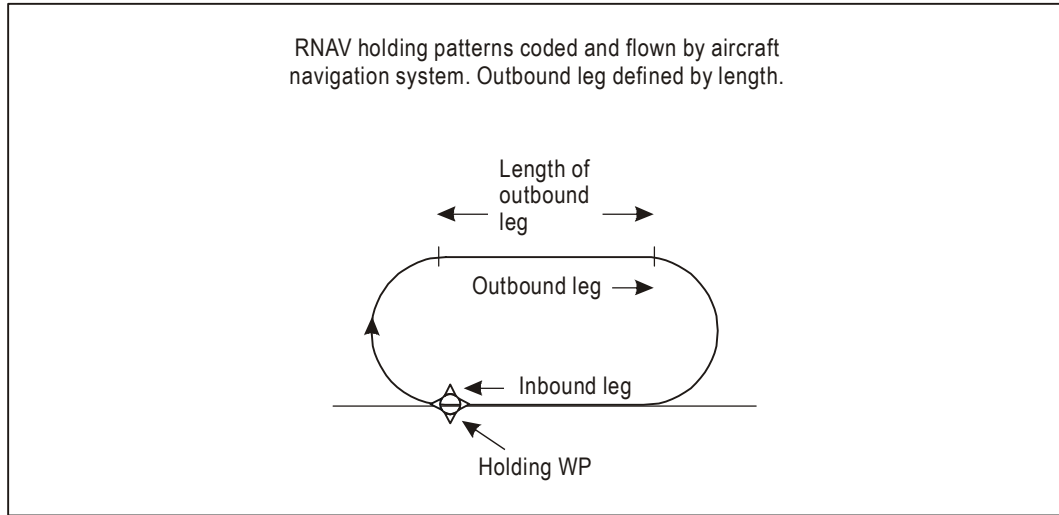 RNAV holding patterns coded and flown by aircraft
navigation system. Outbound leg defined by length.
Length of
outbound
leg
Outbound leg
Inbound leg
Holding WP